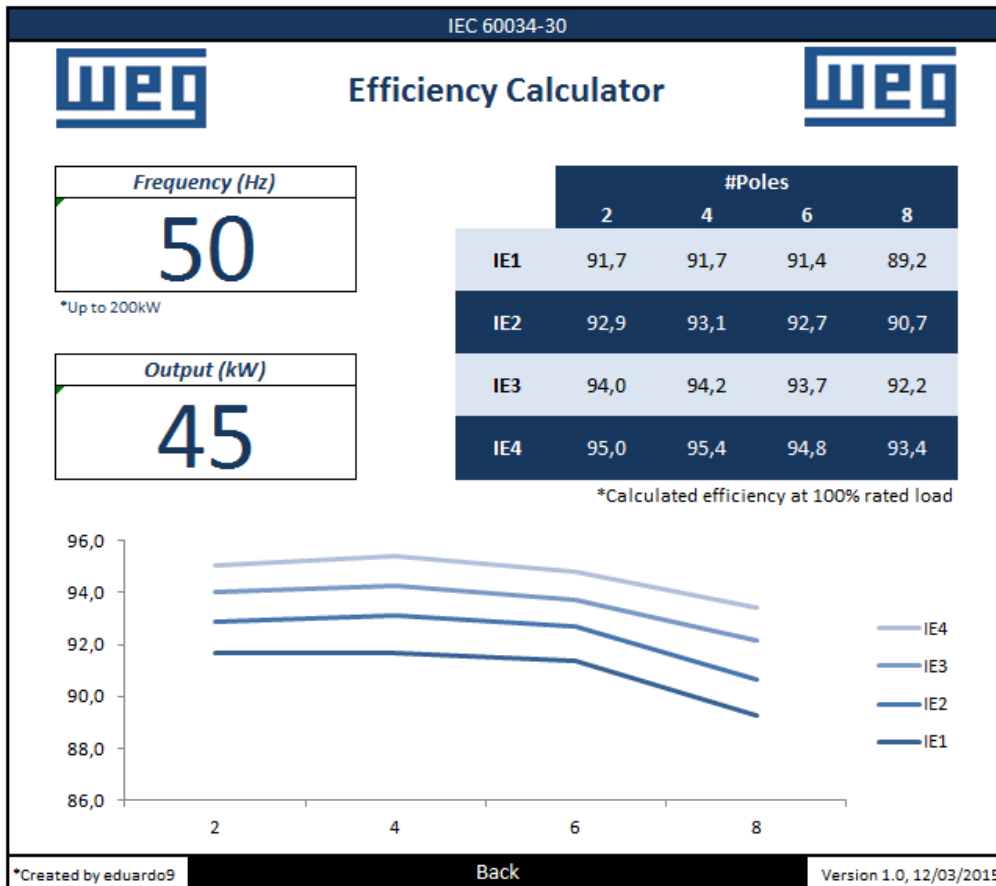 IEC 60034-30
weg
Efficiency Calculator
weg
Frequency (Hz)
50
*Up to 200kW
Output (kW)
45
#Poles
2 4 6 8
IE1 91,7 91,7 91,4 89,2
IE2 92,9 93,1 92,7 90,7
IE3 94,0 94,2 93,7 92,2
IE4 95,0 95,4 94,8 93,4
*Calculated efficiency at 100% rated load
96,0
94,0
92,0
90,0
88,0
86,0
2 4 6 8
IE4
IE3
IE2
IE1
*Created by eduardo9
Back
Version 1.0, 12/03/2015